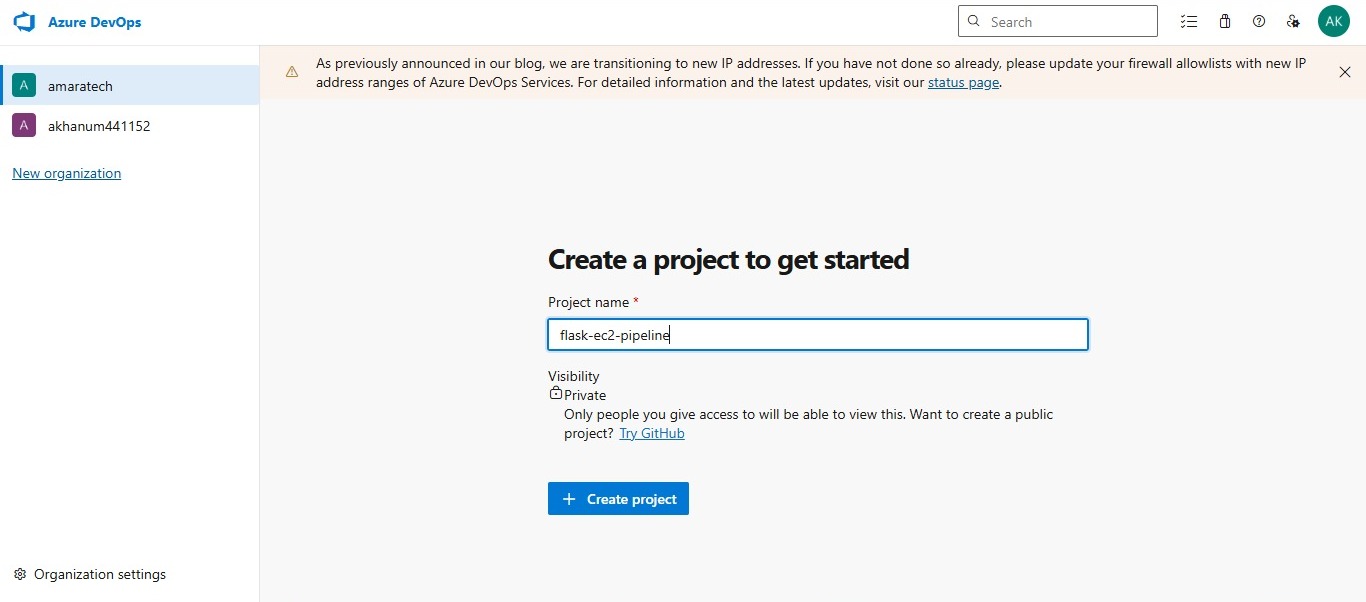 Azure DevOps
Search
AK
A amaratech
A akhanum441152
New organization
As previously announced in our blog, we are transitioning to new IP addresses. If you have not done so already, please update your firewall allowlists with new IP
address ranges of Azure DevOps Services. For detailed information and the latest updates, visit our status page.
Create a project to get started
Project name *
flask-ec2-pipeline
Visibility
Private
Only people you give access to will be able to view this. Want to create a public
project? Try GitHub
+ Create project
Organization settings